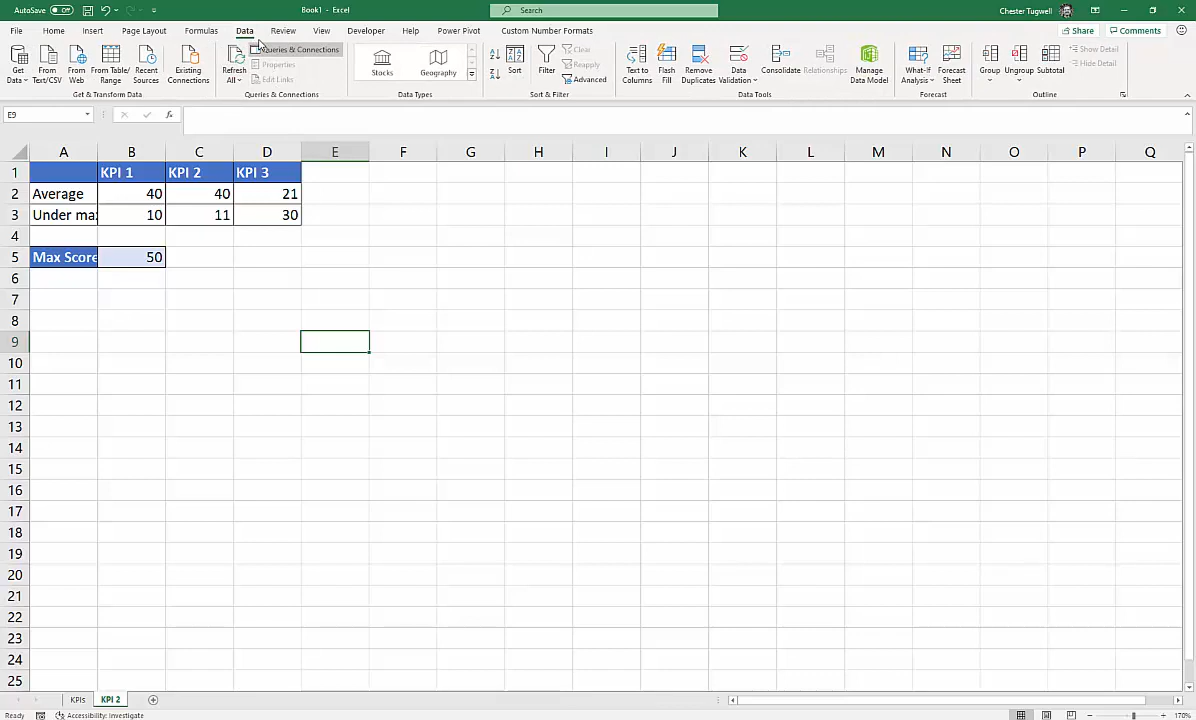 AutoSave Off
Book1 - Excel
Search
Chester Tugwell
File Home Insert Page Layout Formulas Data Review View Developer Help Power Pivot Custom Number Formats
Share Comments
Get Data
From Text/CSV
From Web
From Table/ Range
Recent Sources
Existing Connections
Get & Transform Data
Refresh All
Queries & Connections
Properties
Edit Links
Queries & Connections
Stocks
Geography
Data Types
Sort
Filter
Clear
Reapply
Advanced
Sort & Filter
Text to Columns
Flash Fill
Remove Duplicates
Data Validation
Consolidate
Relationships
Manage Data Model
Data Tools
What-If Analysis
Forecast Sheet
Forecast
Group
Ungroup
Subtotal
Show Detail
Hide Detail
Outline
E9
fx
A B C D E F G H I J K L M N O P Q
1 KPI 1 KPI 2 KPI 3
2 Average 40 40 21
3 Under ma 10 11 30
4
5 Max Score 50
6
7
8
9
10
11
12
13
14
15
16
17
18
19
20
21
22
23
24
25
KPIs KPI 2
Ready Accessibility: Investigate 170%